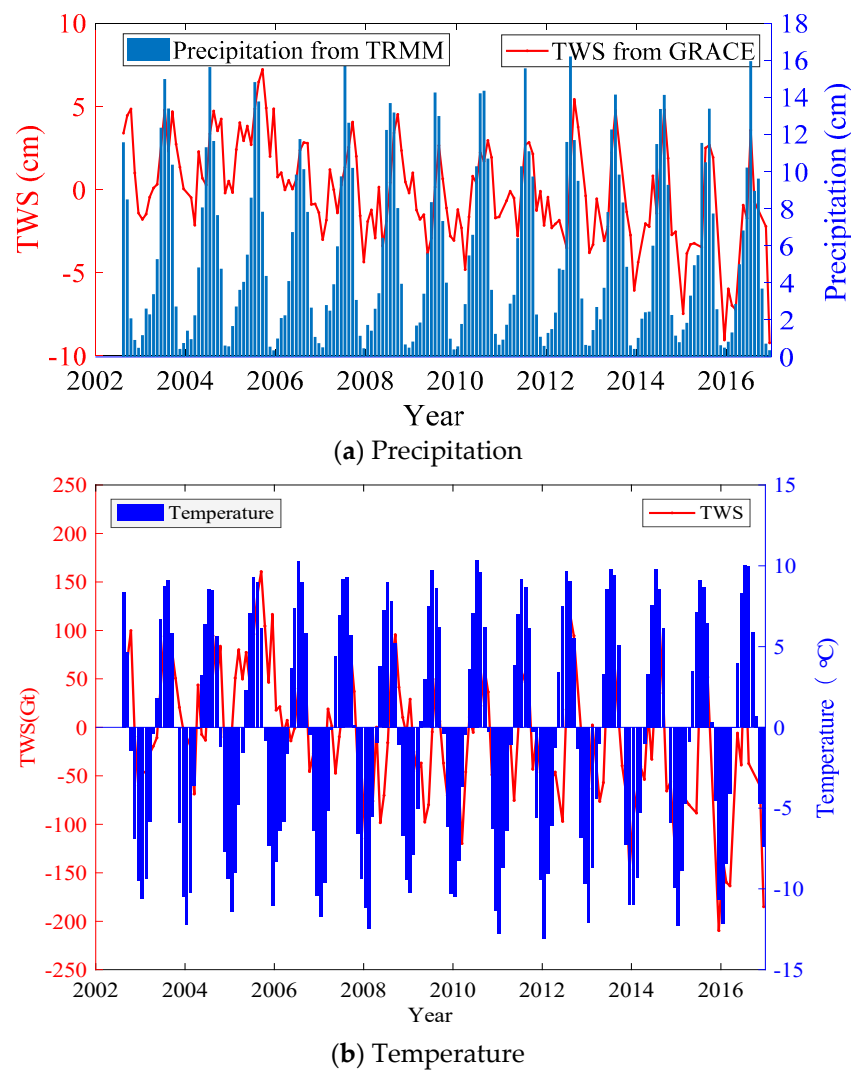 10
18
Precipitation from TRMM
TWS from GRACE
16
5
14
12
0
10
8
-5
6
4
2
-10
0
TWS (cm)
Precipitation (cm)
2002 2004 2006 2008 2010 2012 2014 2016
Year
(a) Precipitation
250
15
Temperature
TWS
200
150
10
100
5
50
0
0
-50
-5
-100
-150
-10
-200
-250
-15
TWS(Gt)
Temperature (℃)
2002 2004 2006 2008 2010 2012 2014 2016
Year
(b) Temperature